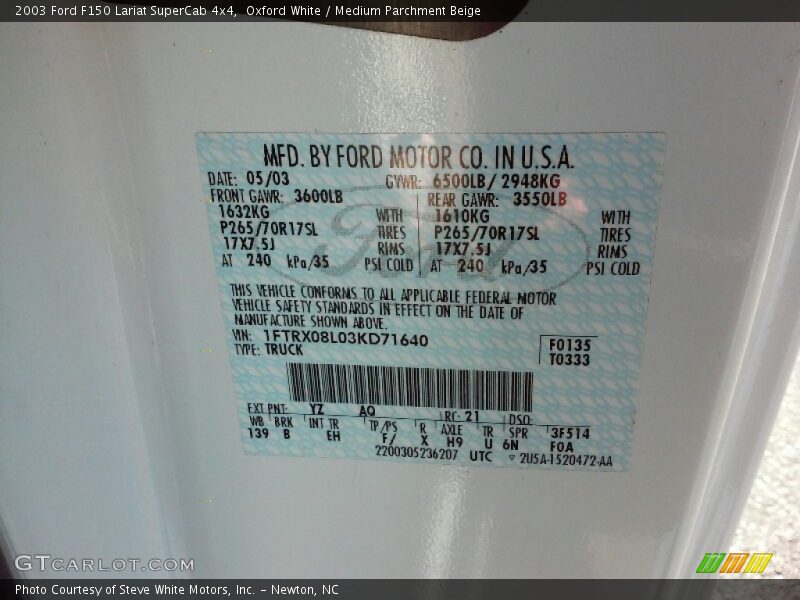 2003 Ford F150 Lariat SuperCab 4x4, Oxford White / Medium Parchment Beige
MFD. BY FORD MOTOR CO. IN U.S.A.
DATE: 05/03 GVWR: 6500LB/ 2948KG
FRONT GAWR: 3600LB REAR GAWR: 3550LB
1632KG WITH 1610KG WITH
P265/70R17SL TIRES P265/70R17SL TIRES
17X7.5J RIMS 17X7.5J RIMS
AT 240 kPa/35 PSI COLD AT 240 kPa/35 PSI COLD
THIS VEHICLE CONFORMS TO ALL APPLICABLE FEDERAL MOTOR
VEHICLE SAFETY STANDARDS IN EFFECT ON THE DATE OF
MANUFACTURE SHOWN ABOVE.
VIN: 1FTRX08L03KD71640 F0135
TYPE: TRUCK T0333
EXT PNT: YZ AQ RC: 21 DSO:
WB BRK INT TR TP/PS R AXLE TR SPR 3F514
139 B EH F/ X H9 U 6N F0A
2200305236207 UTC ▿ 2U5A-1520472-AA
Ford
GTCARLOT.COM
Photo Courtesy of Steve White Motors, Inc. – Newton, NC